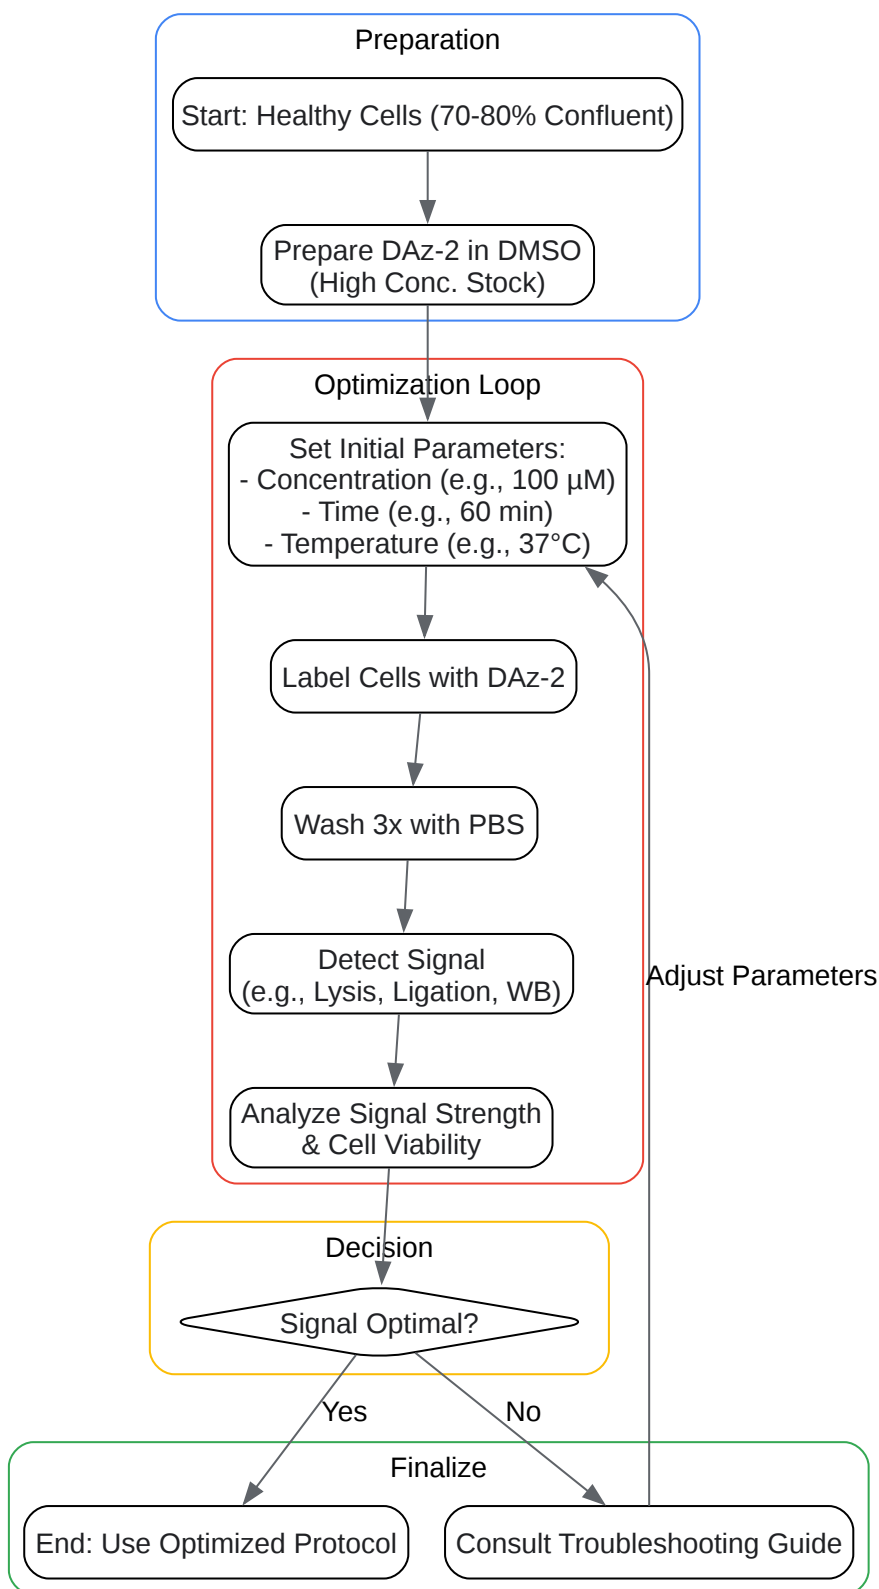 Preparation
Start: Healthy Cells (70-80% Confluent)
Prepare DAz-2 in DMSO
(High Conc. Stock)
Optimization Loop
Set Initial Parameters:
- Concentration (e.g., 100 µM)
- Time (e.g., 60 min)
- Temperature (e.g., 37°C)
Label Cells with DAz-2
Wash 3x with PBS
Detect Signal
(e.g., Lysis, Ligation, WB)
Adjust Parameters
Analyze Signal Strength
& Cell Viability
Decision
Signal Optimal?
Yes
No
Finalize
End: Use Optimized Protocol
Consult Troubleshooting Guide